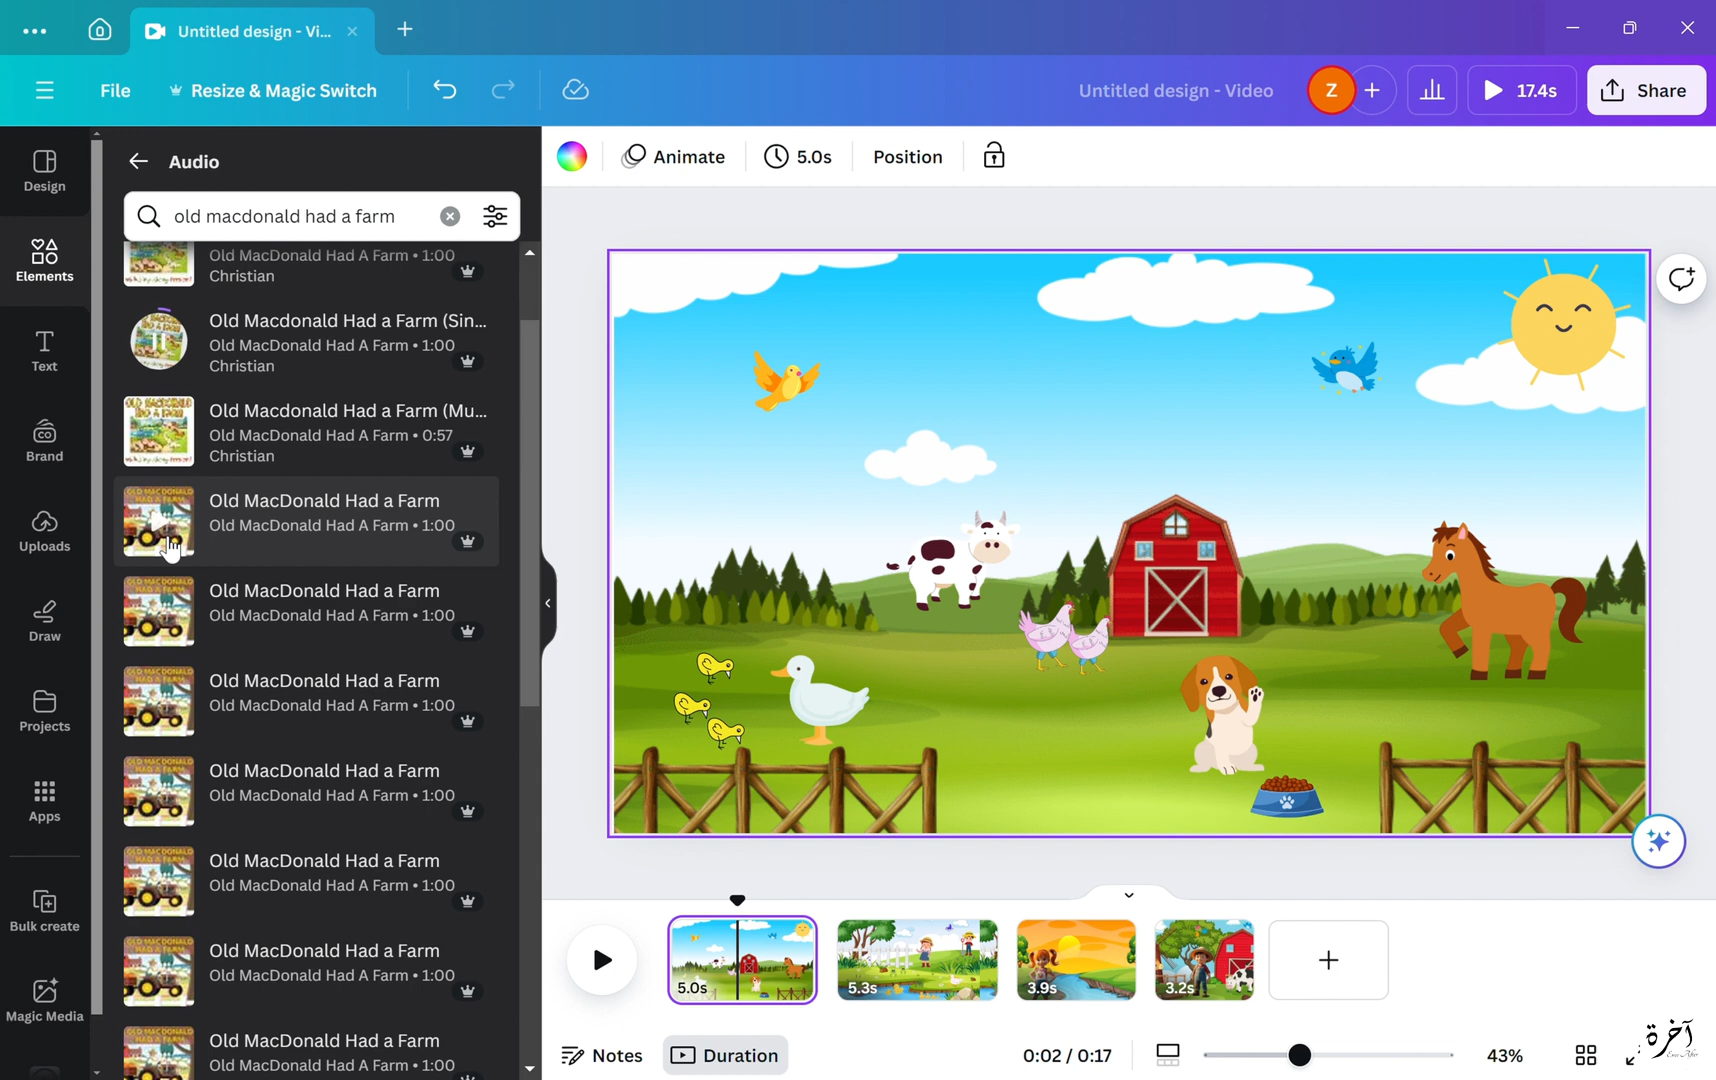 Untitled design - Vi...
File
Resize & Magic Switch
Untitled design - Video
Z
17.4s
Share
Design
Elements
Text
Brand
Uploads
Draw
Projects
Apps
Bulk create
Magic Media
Audio
old macdonald had a farm
Old MacDonald Had A Farm • 1:00
Christian
Old Macdonald Had a Farm (Sin...
Old MacDonald Had A Farm • 1:00
Christian
Old Macdonald Had a Farm (Mu...
Old MacDonald Had A Farm • 0:57
Christian
Old MacDonald Had a Farm
Old MacDonald Had A Farm • 1:00
Old MacDonald Had a Farm
Old MacDonald Had A Farm • 1:00
Old MacDonald Had a Farm
Old MacDonald Had A Farm • 1:00
Old MacDonald Had a Farm
Old MacDonald Had A Farm • 1:00
Old MacDonald Had a Farm
Old MacDonald Had A Farm • 1:00
Old MacDonald Had a Farm
Old MacDonald Had A Farm • 1:00
Old MacDonald Had a Farm
Old MacDonald Had A Farm • 1:00
Animate
5.0s
Position
5.0s
5.3s
3.9s
3.2s
Notes
Duration
0:02 / 0:17
43%
آخرة